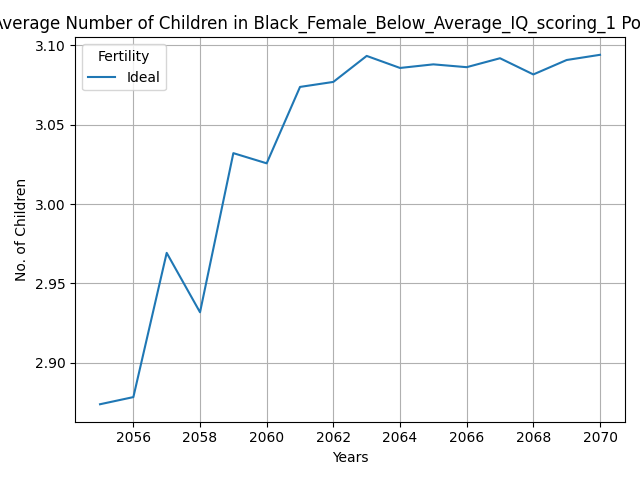 Average Number of Children in Black_Female_Below_Average_IQ_scoring_1 Po
Fertility
Ideal
3.10
3.05
3.00
2.95
2.90
No. of Children
2056 2058 2060 2062 2064 2066 2068 2070
Years